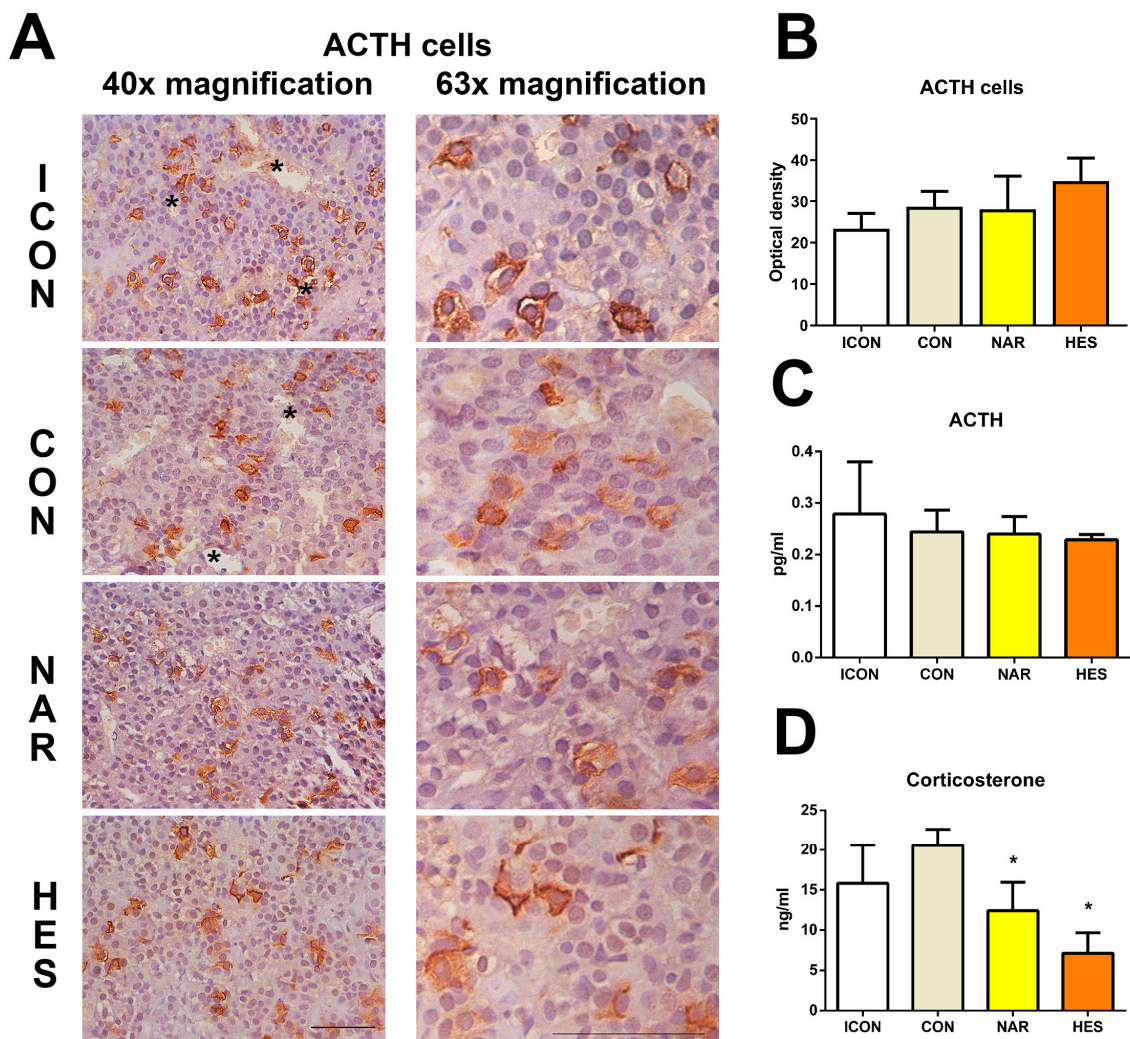 A
ACTH cells
40x magnification
63x magnification
I
C
O
N
*
*
*
C
O
N
*
*
N
A
R
H
E
S
B
ACTH cells
Optical density
50
40
30
20
10
0
ICON
CON
NAR
HES
C
ACTH
pg/ml
0.4
0.3
0.2
0.1
0.0
ICON
CON
NAR
HES
D
Corticosterone
ng/ml
25
20
15
10
5
0
*
*
ICON
CON
NAR
HES